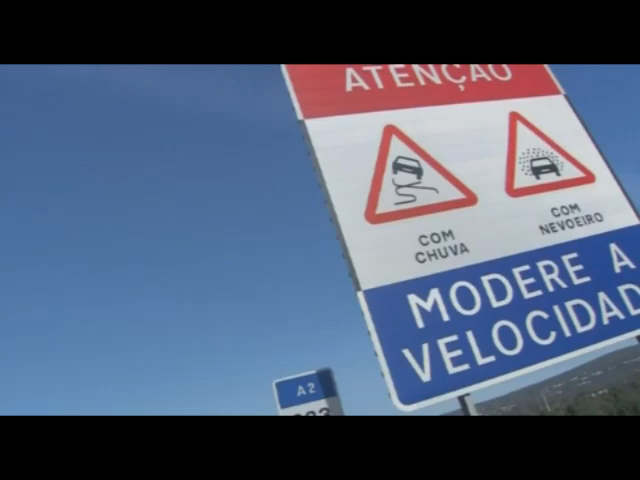 ATENÇÃO
COM
CHUVA
COM
NEVOEIRO
MODERE A
VELOCIDAD
A2